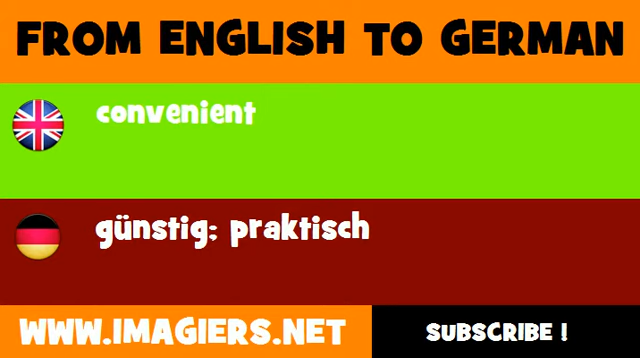 FROM ENGLISH TO GERMAN
convenient
günstig; praktisch
WWW.IMAGIERS.NET
SUBSCRIBE !